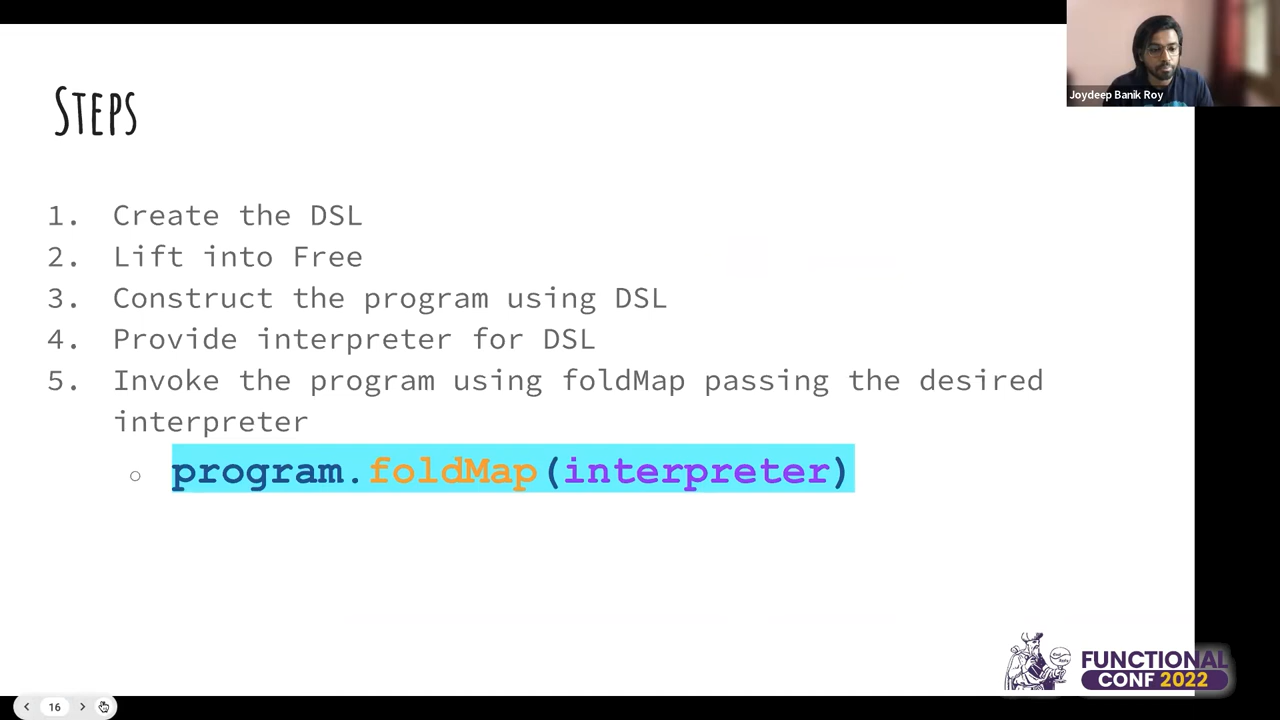 Joydeep Banik Roy
STEPS
1. Create the DSL
2. Lift into Free
3. Construct the program using DSL
4. Provide interpreter for DSL
5. Invoke the program using foldMap passing the desired
interpreter
○ program.foldMap(interpreter)
FUNCTIONAL
CONF 2022
16